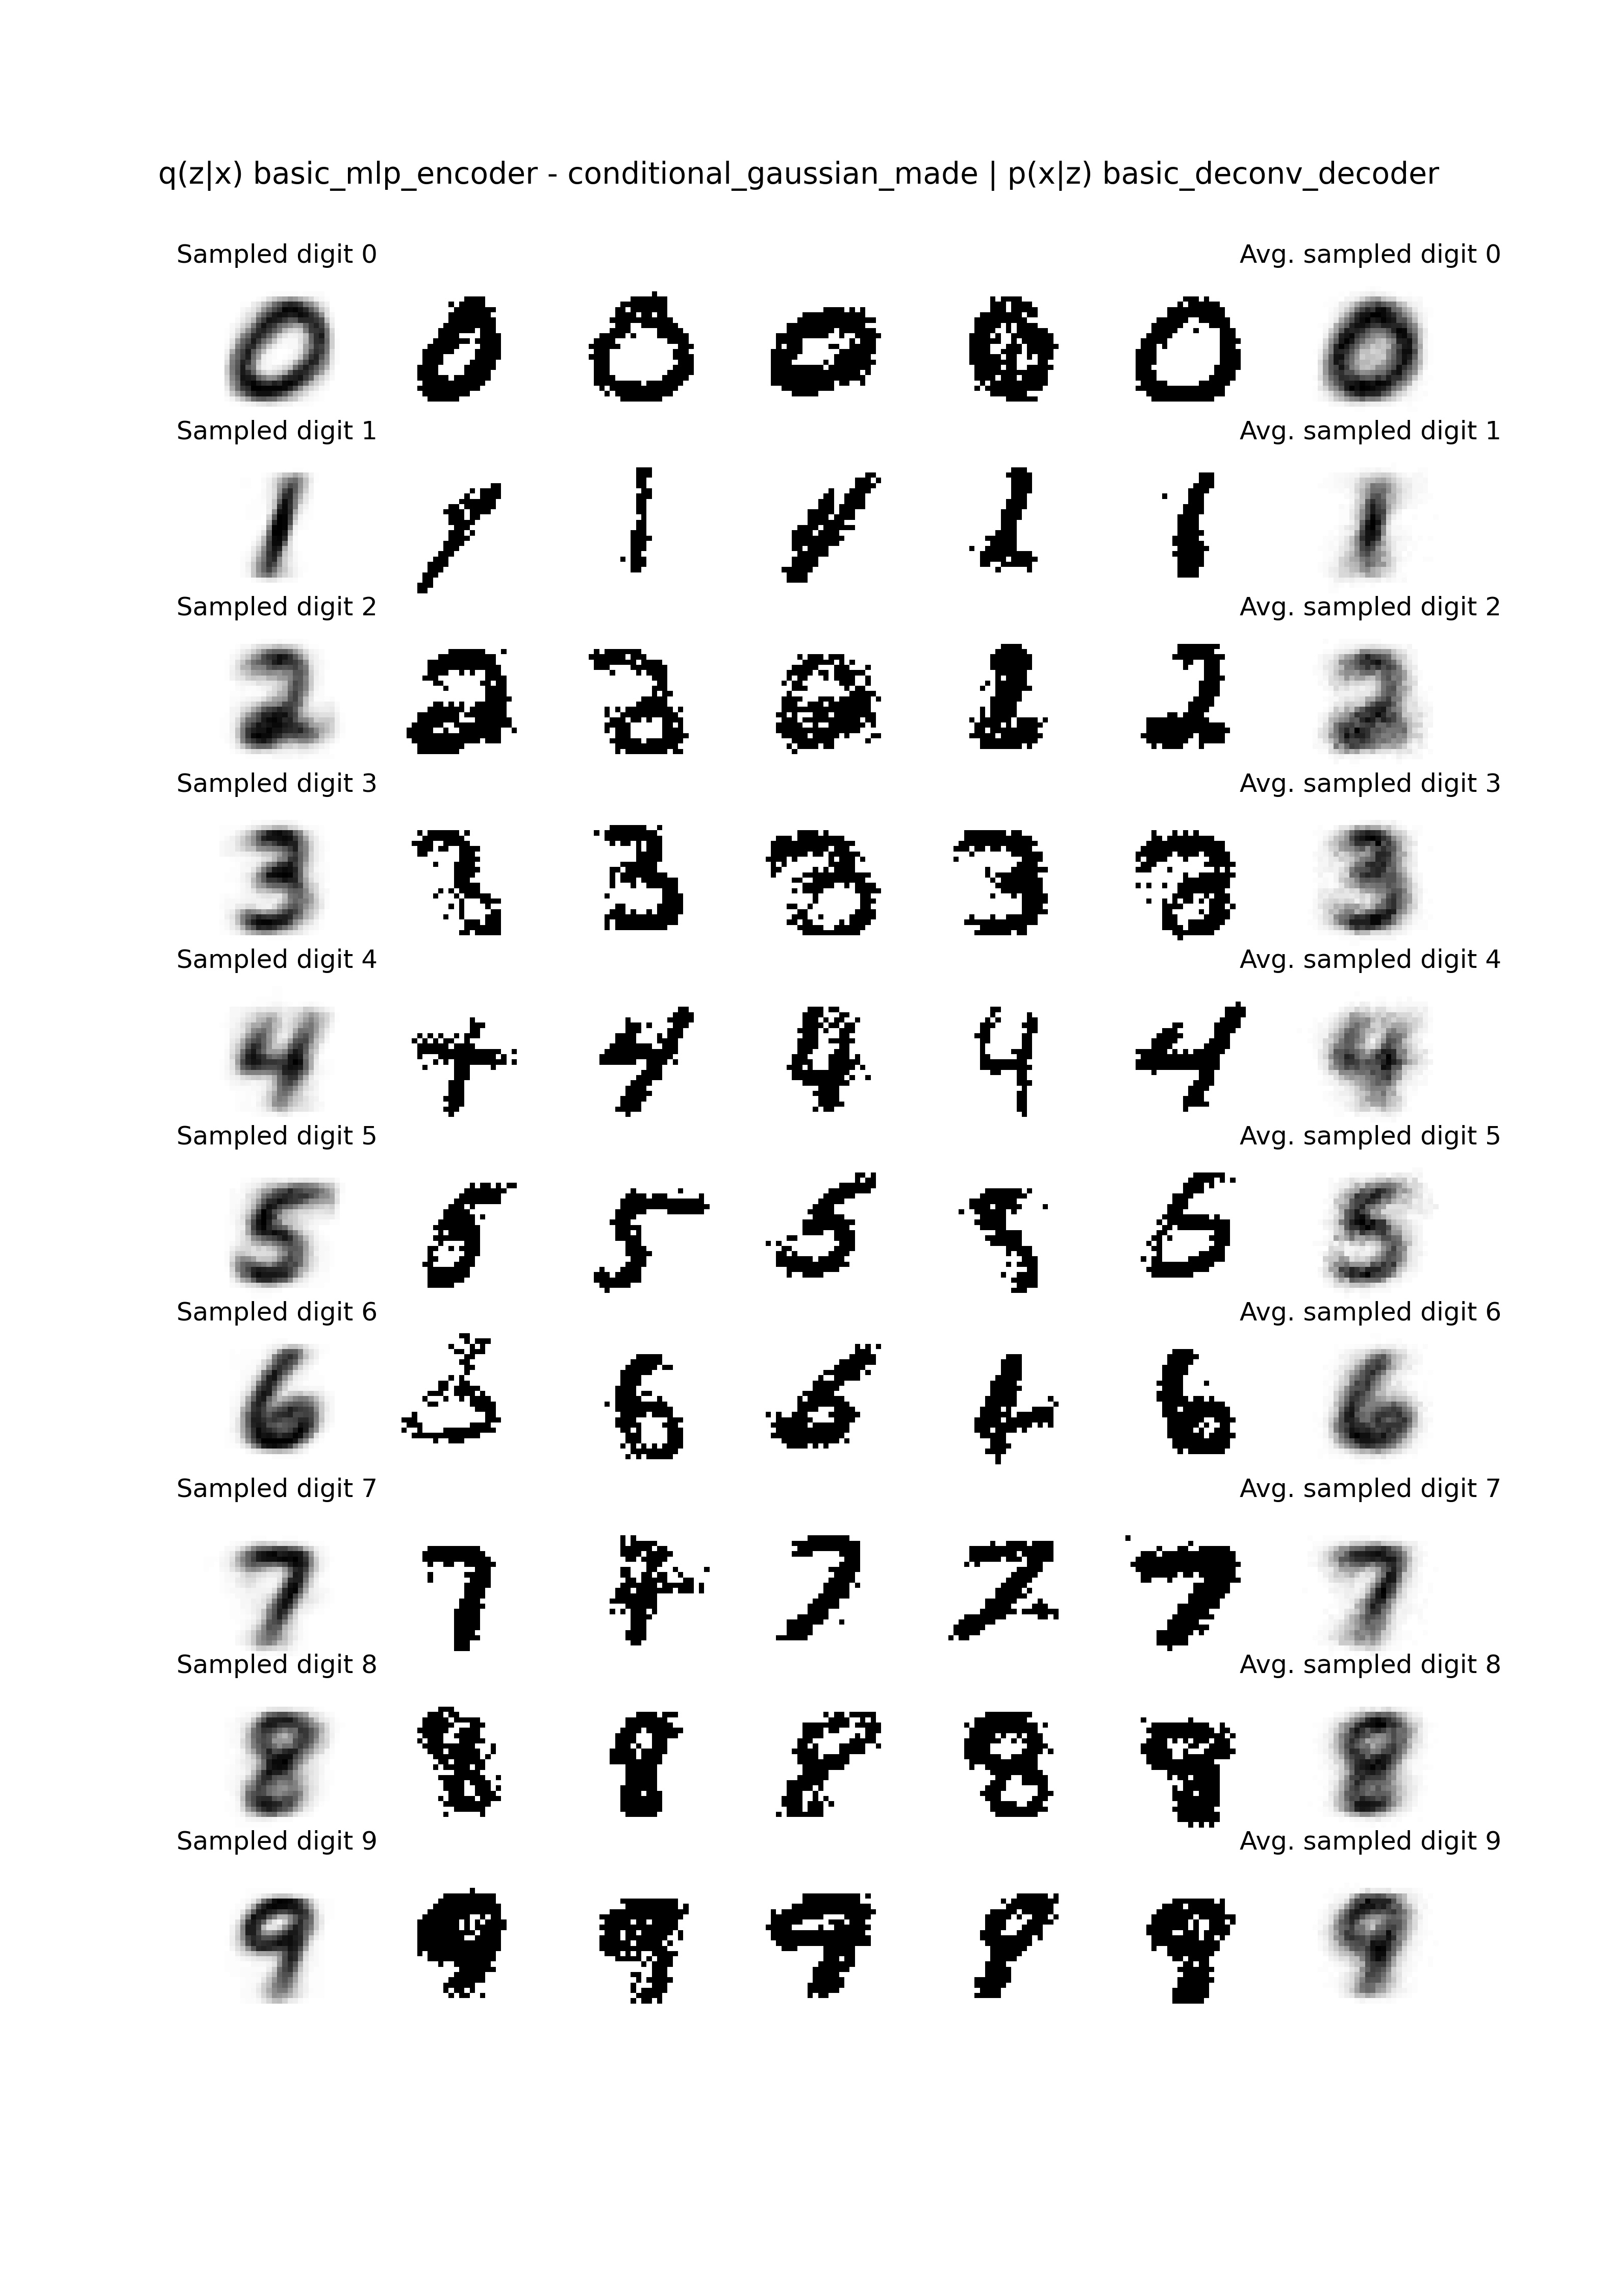 q(z|x) basic_mlp_encoder - conditional_gaussian_made | p(x|z) basic_deconv_decoder
Sampled digit 0 Avg. sampled digit 0
Sampled digit 1 Avg. sampled digit 1
Sampled digit 2 Avg. sampled digit 2
Sampled digit 3 Avg. sampled digit 3
Sampled digit 4 Avg. sampled digit 4
Sampled digit 5 Avg. sampled digit 5
Sampled digit 6 Avg. sampled digit 6
Sampled digit 7 Avg. sampled digit 7
Sampled digit 8 Avg. sampled digit 8
Sampled digit 9 Avg. sampled digit 9